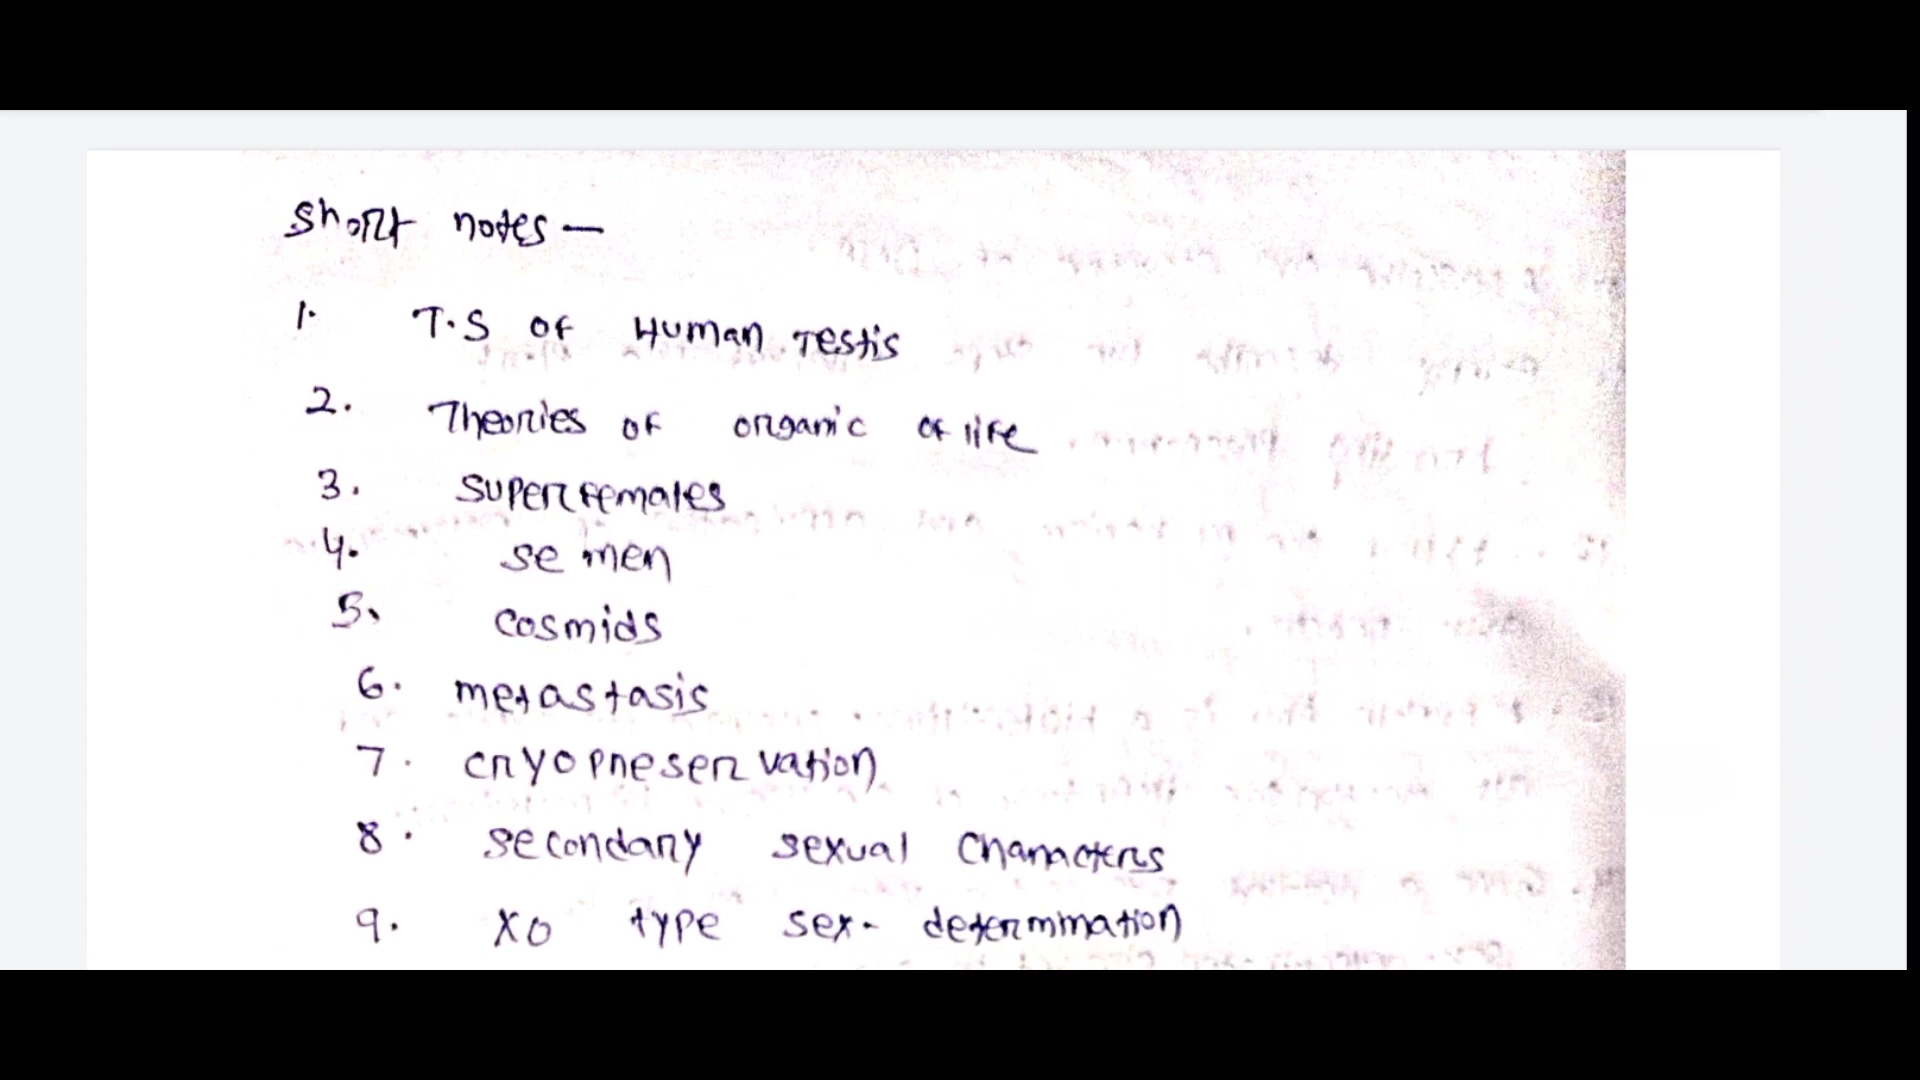 Short notes —
1. T.S of Human Testis
2. Theories of organic of life
3. Superfemales
4. Semen
5. Cosmids
6. metastasis
7. cryopreservation
8. secondary sexual characters
9. XO type sex- determination